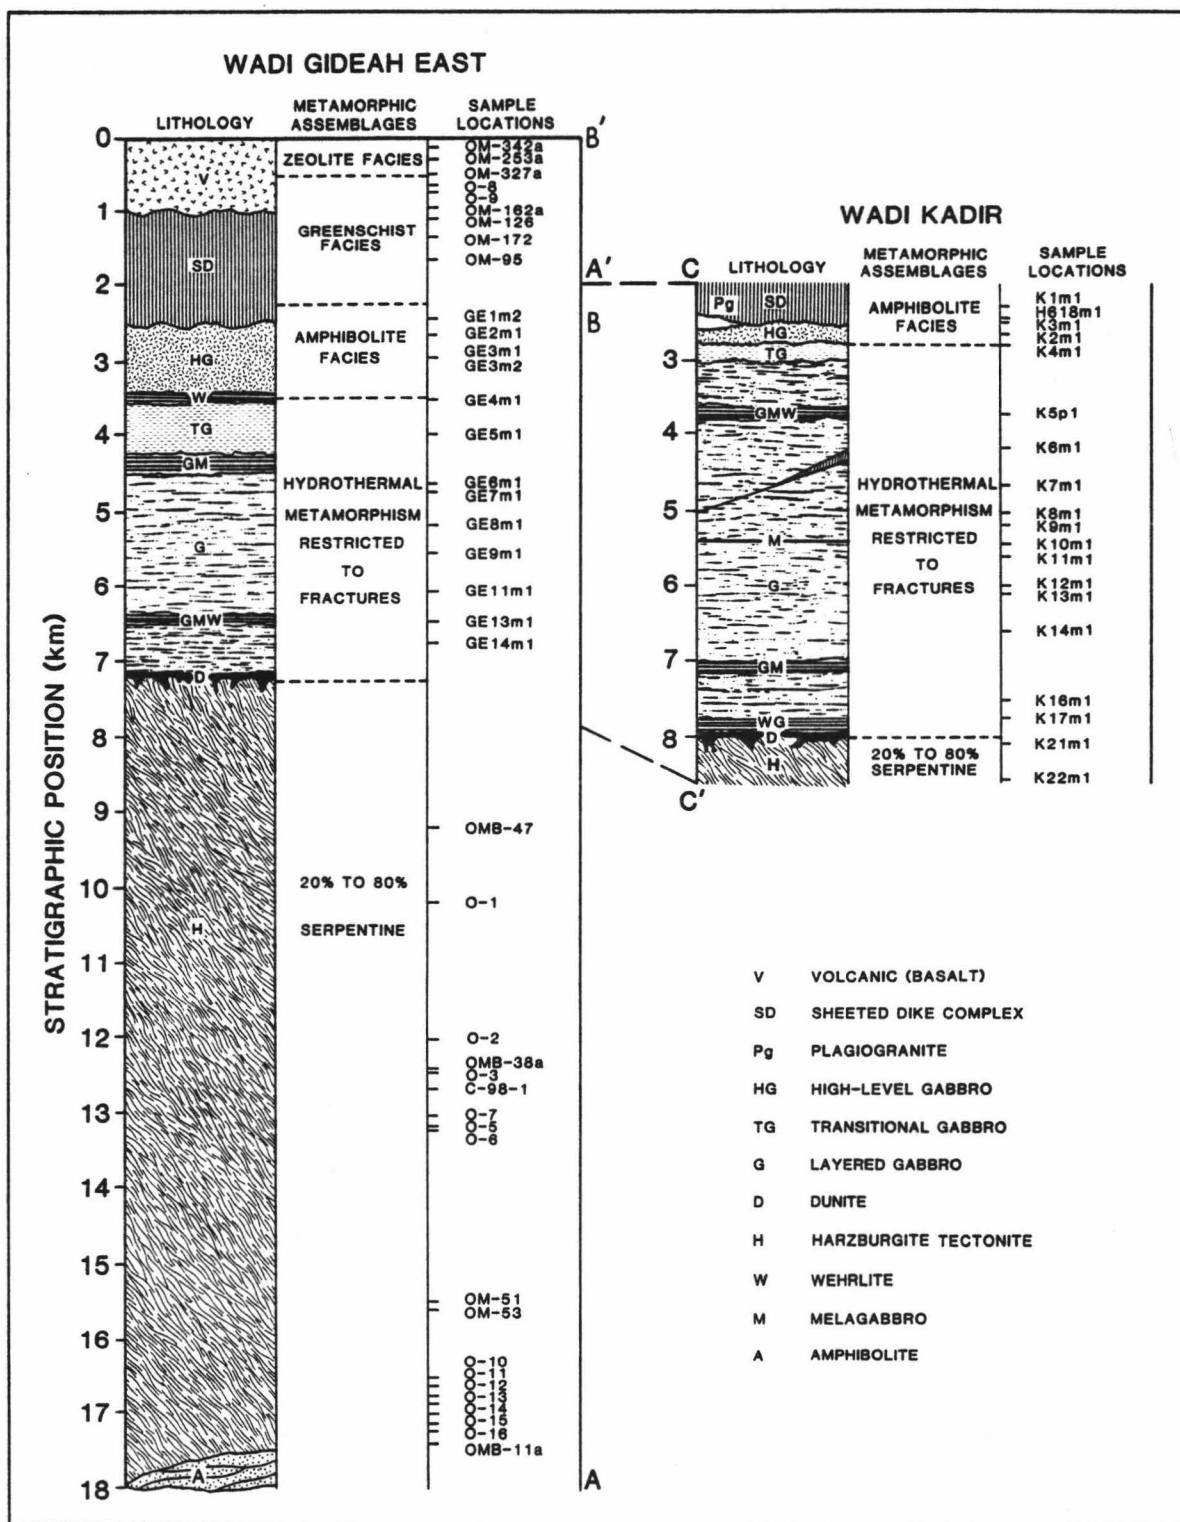 WADI GIDEAH EAST
LITHOLOGY
METAMORPHIC
ASSEMBLAGES
SAMPLE
LOCATIONS
STRATIGRAPHIC POSITION (km)
0
1
2
3
4
5
6
7
8
9
10
11
12
13
14
15
16
17
18
V
SD
HG
W
TG
GM
G
GMW
D
H
A
ZEOLITE FACIES
GREENSCHIST
FACIES
AMPHIBOLITE
FACIES
HYDROTHERMAL
METAMORPHISM
RESTRICTED
TO
FRACTURES
20% TO 80%
SERPENTINE
OM-342a
OM-253a
OM-327a
O-8
O-9
OM-162a
OM-126
OM-172
OM-95
GE1m2
GE2m1
GE3m1
GE3m2
GE4m1
GE5m1
GE6m1
GE7m1
GE8m1
GE9m1
GE11m1
GE13m1
GE14m1
OMB-47
O-1
O-2
OMB-38a
O-3
C-98-1
O-7
O-5
O-6
OM-51
OM-53
O-10
O-11
O-12
O-13
O-14
O-15
O-16
OMB-11a
B'
A'
B
A
WADI KADIR
C
LITHOLOGY
METAMORPHIC
ASSEMBLAGES
SAMPLE
LOCATIONS
3
4
5
6
7
8
C'
Pg
SD
HG
TG
GMW
M
G
GM
WG
D
H
AMPHIBOLITE
FACIES
HYDROTHERMAL
METAMORPHISM
RESTRICTED
TO
FRACTURES
20% TO 80%
SERPENTINE
K1m1
H618m1
K3m1
K2m1
K4m1
K5p1
K6m1
K7m1
K8m1
K9m1
K10m1
K11m1
K12m1
K13m1
K14m1
K16m1
K17m1
K21m1
K22m1
V VOLCANIC (BASALT)
SD SHEETED DIKE COMPLEX
Pg PLAGIOGRANITE
HG HIGH-LEVEL GABBRO
TG TRANSITIONAL GABBRO
G LAYERED GABBRO
D DUNITE
H HARZBURGITE TECTONITE
W WEHRLITE
M MELAGABBRO
A AMPHIBOLITE